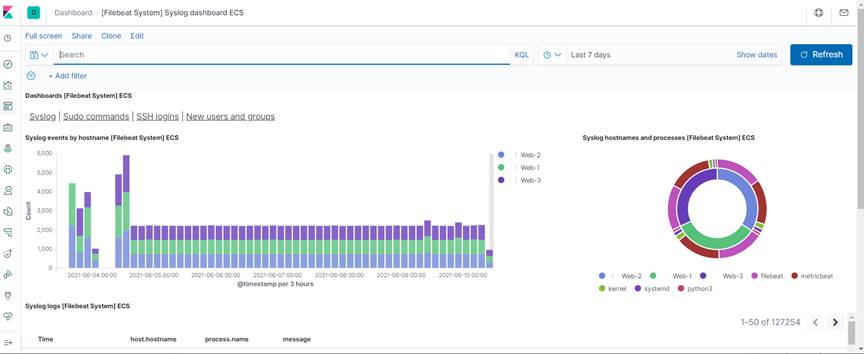 D Dashboard / [Filebeat System] Syslog dashboard ECS
Full screen Share Clone Edit
Search KQL Last 7 days Show dates Refresh
+ Add filter
Dashboards [Filebeat System] ECS
Syslog | Sudo commands | SSH logins | New users and groups
Syslog events by hostname [Filebeat System] ECS
6,000
5,000
4,000
3,000
2,000
1,000
0
Count
2021-06-04 00:00 2021-06-05 00:00 2021-06-06 00:00 2021-06-07 00:00 2021-06-08 00:00 2021-06-09 00:00 2021-06-10 00:00
@timestamp per 3 hours
Web-2
Web-1
Web-3
Syslog hostnames and processes [Filebeat System] ECS
Web-2 Web-1 Web-3 filebeat metricbeat
kernel systemd python3
Syslog logs [Filebeat System] ECS
1–50 of 127254
Time host.hostname process.name message